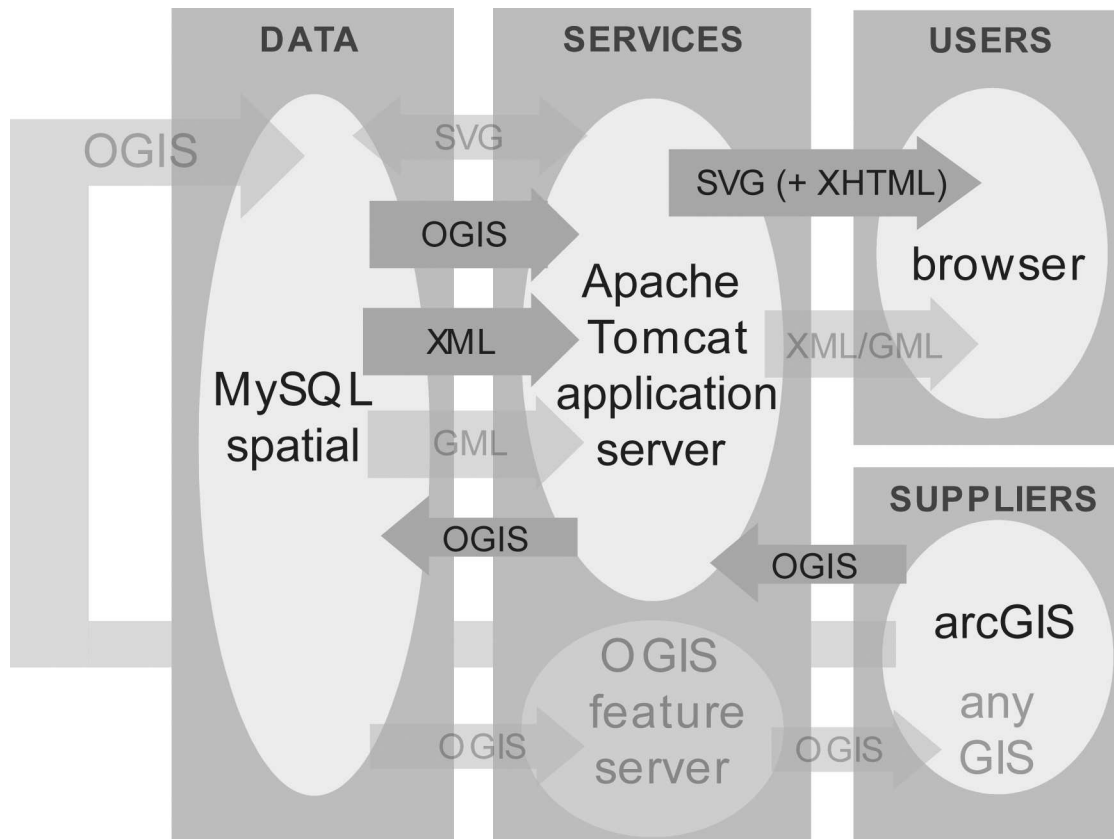 DATA
SERVICES
USERS
OGIS
SVG
SVG (+ XHTML)
OGIS
browser
Apache
Tomcat
application
server
XML
XML/GML
MySQL
spatial
GML
SUPPLIERS
OGIS
OGIS
arcGIS
OGIS
feature
server
any
GIS
OGIS
OGIS